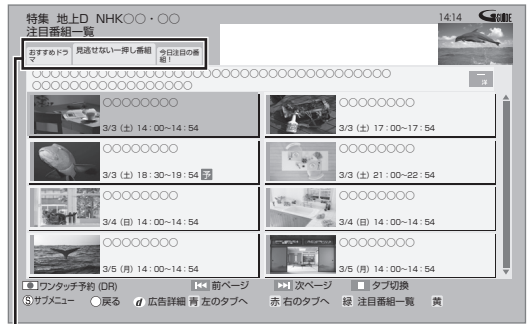 特集 地上D NHK○○・○○
14:14 GGUIDE
注目番組一覧
おすすめドラマ
見逃せない一押し番組
今日注目の番組！
○○○○○○○○○○○○○○○○○○○○○○○○○○○○○○○○○○○
○○○○○○○○○○○○○○○○
洋
○○○○○○○○
3/3 (土) 14：00~14：54
○○○○○○○○
3/3 (土) 17：00~17：54
○○○○○○○○
3/3 (土) 18：30~19：54 予
○○○○○○○○
3/3 (土) 21：00~22：54
○○○○○○○○
3/4 (日) 14：00~14：54
○○○○○○○○
3/4 (日) 14：00~14：54
○○○○○○○○
3/5 (月) 14：00~14：54
○○○○○○○○
3/5 (月) 14：00~14：54
ワンタッチ予約 (DR) 前ページ 次ページ タブ切換
Ⓢサブメニュー 戻る d 広告詳細 青 左のタブへ 赤 右のタブへ 緑 注目番組一覧 黄